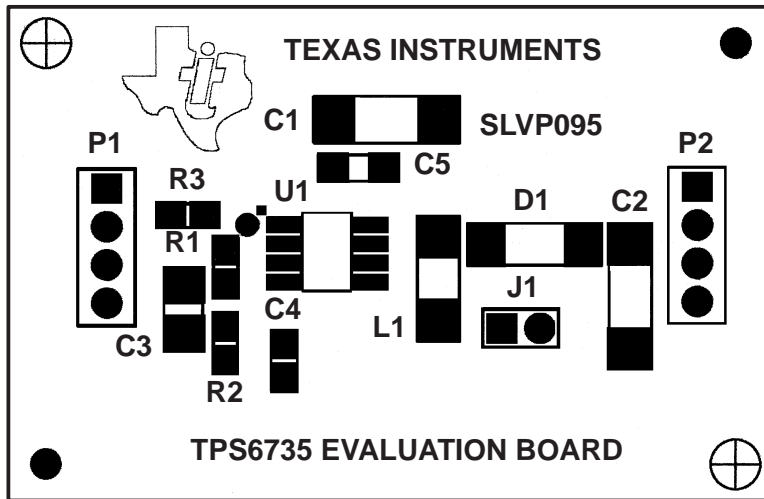 TEXAS INSTRUMENTS
C1
SLVP095
P1
P2
C5
R3
U1
D1
C2
R1
J1
C4
L1
C3
R2
TPS6735 EVALUATION BOARD